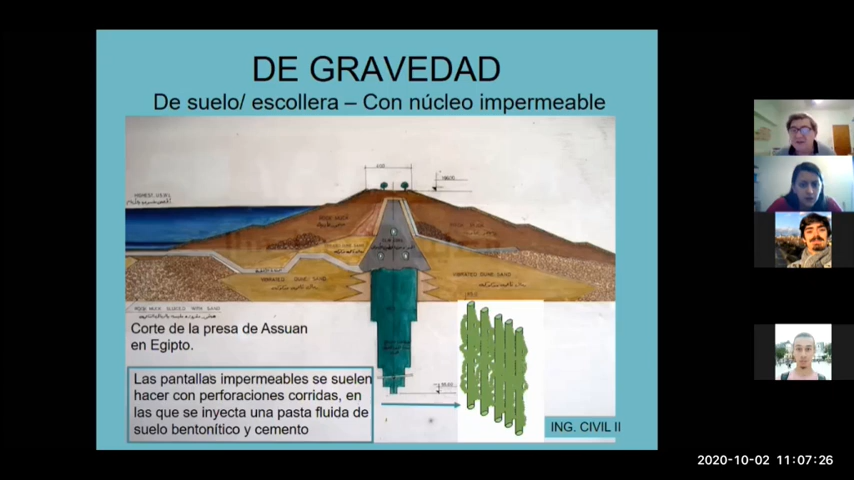 DE GRAVEDAD
De suelo/ escollera – Con núcleo impermeable
Corte de la presa de Assuan
en Egipto.
Las pantallas impermeables se suelen
hacer con perforaciones corridas, en
las que se inyecta una pasta fluida de
suelo bentonítico y cemento
ING. CIVIL II
2020-10-02 11:07:26